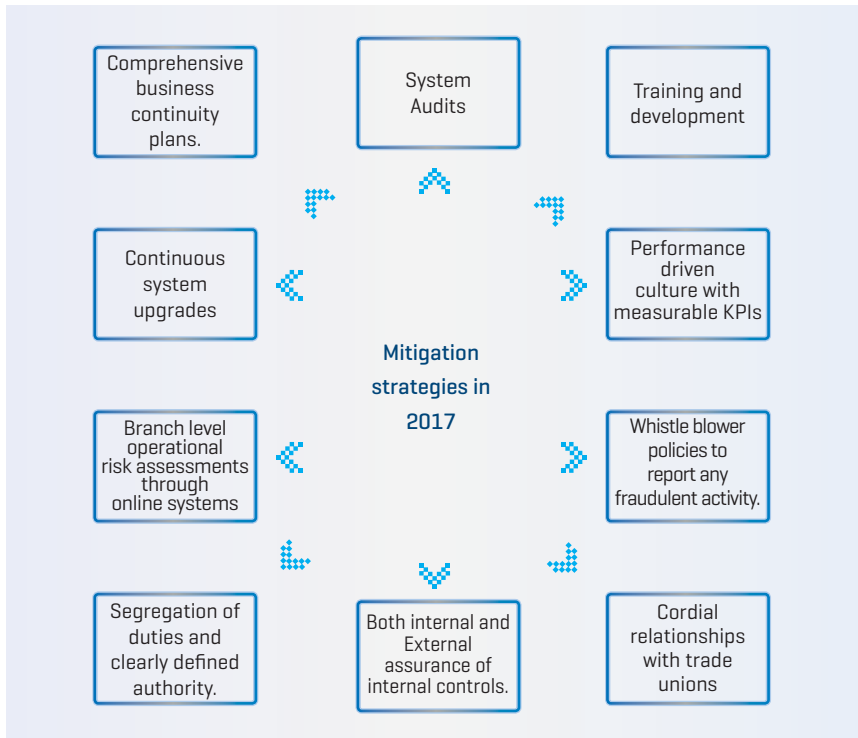 Comprehensive
business
continuity
plans.
System
Audits
Training and
development
Continuous
system
upgrades
Performance
driven
culture with
measurable KPIs
Mitigation
strategies in
2017
Branch level
operational
risk assessments
through
online systems
Whistle blower
policies to
report any
fraudulent activity.
Segregation of
duties and
clearly defined
authority.
Both internal and
External
assurance of
internal controls.
Cordial
relationships
with trade
unions